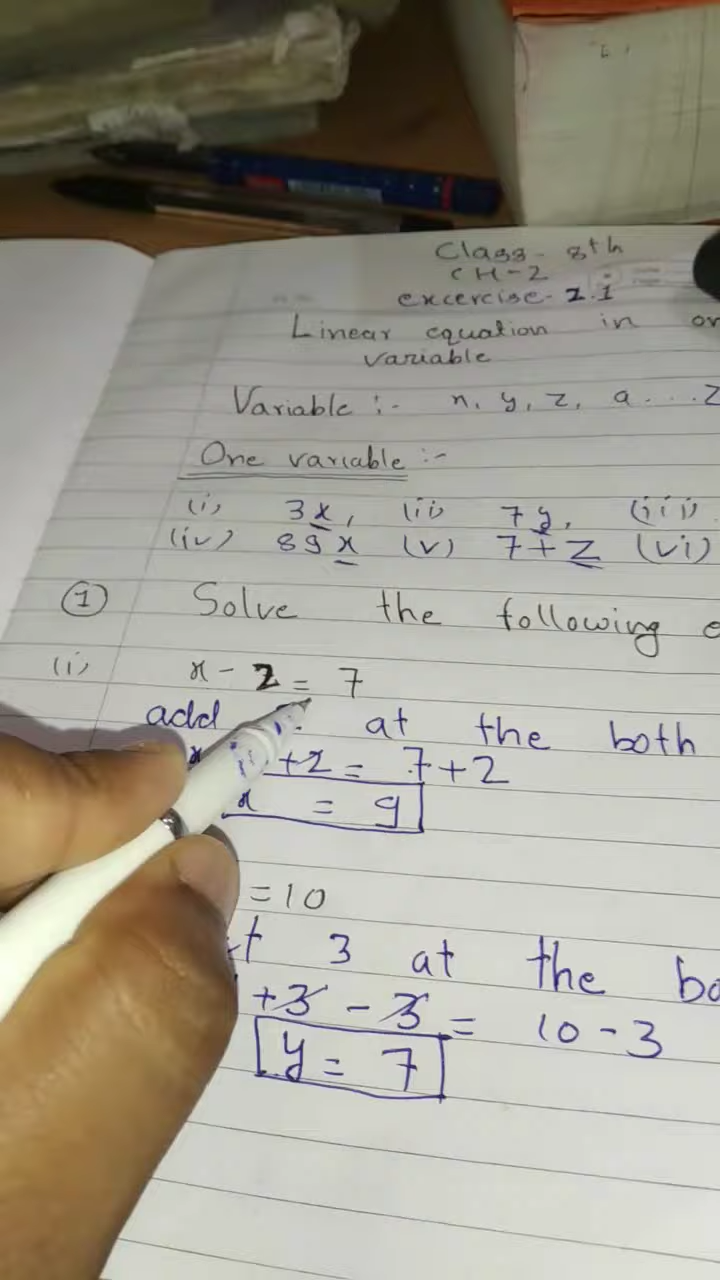 Class- 8th
CH-2
excercise- 2.1
Linear equation in
variable
Variable :- x, y, z, a...Z
One variable :-
(i) 3x, (ii) 7y, (iii)
(iv) 89x (v) 7+z (vi)
① Solve the following
(i) x-2=7
add at the both
+2= 7+2
x = 9
=10
3 at the
+3-3= 10-3
y= 7